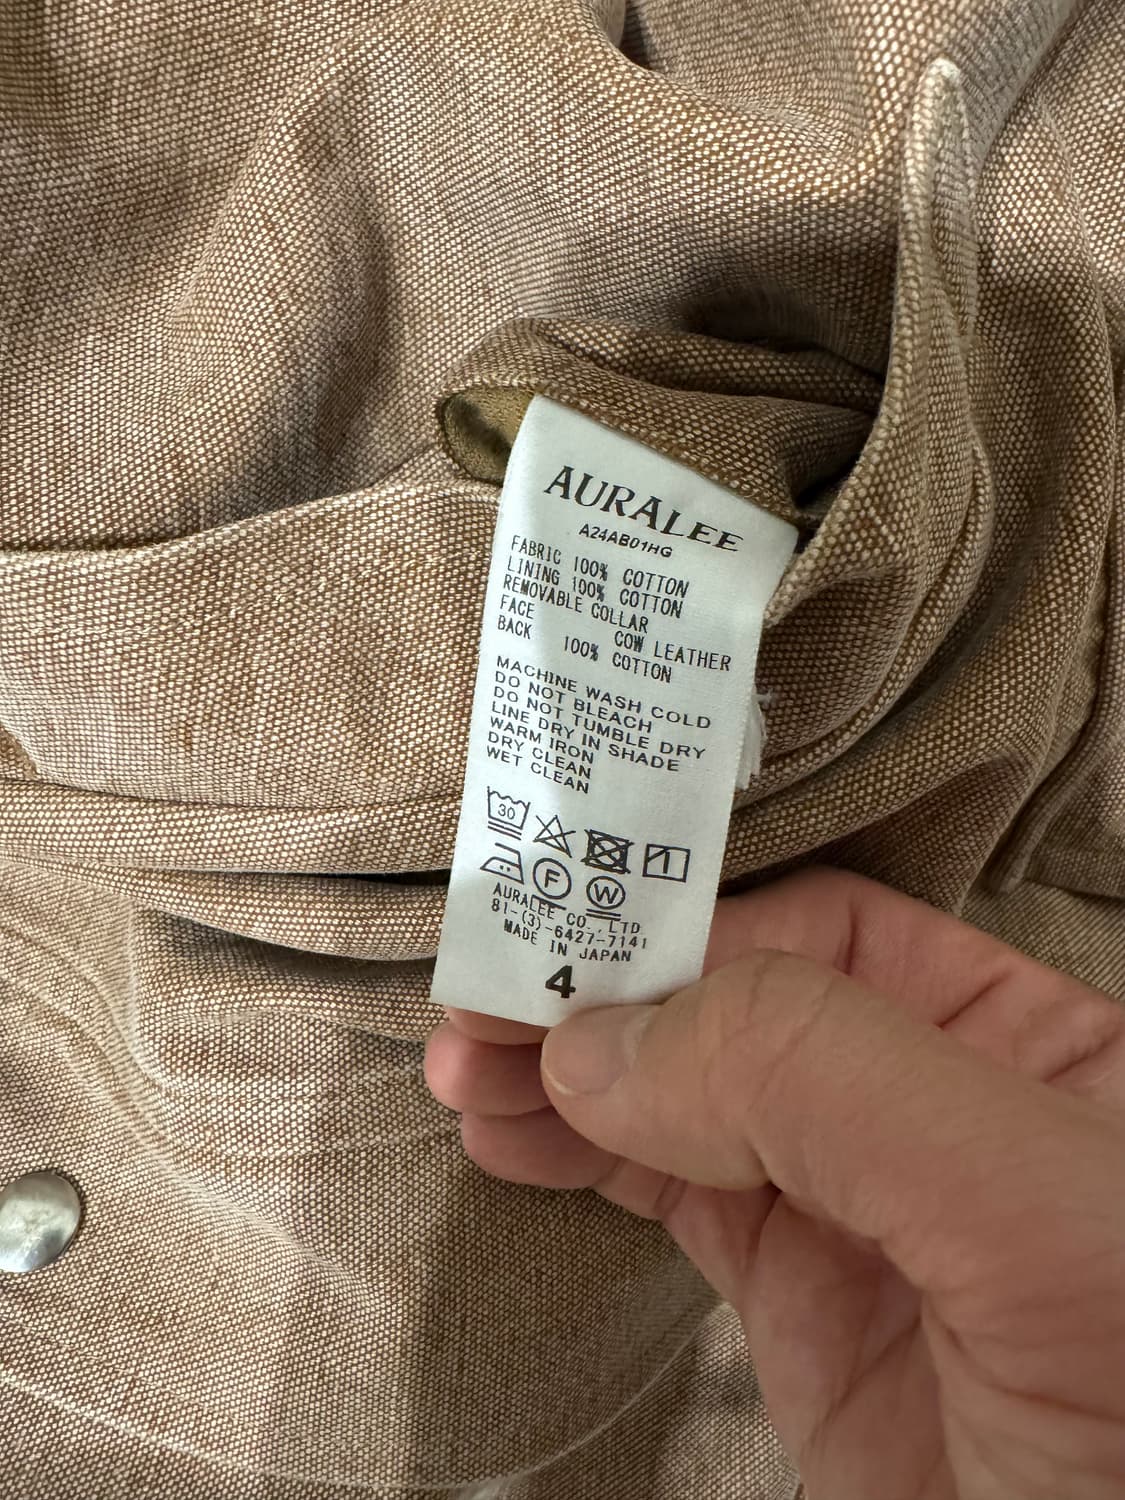 AURALEE
A24AB01HG
FABRIC 100% COTTON
LINING 100% COTTON
REMOVABLE COLLAR
FACE COW LEATHER
BACK 100% COTTON
MACHINE WASH COLD
DO NOT BLEACH
DO NOT TUMBLE DRY
LINE DRY IN SHADE
WARM IRON
DRY CLEAN
WET CLEAN
30
F W
AURALEE CO.,LTD.
81-(3)-6427-7141
MADE IN JAPAN
4